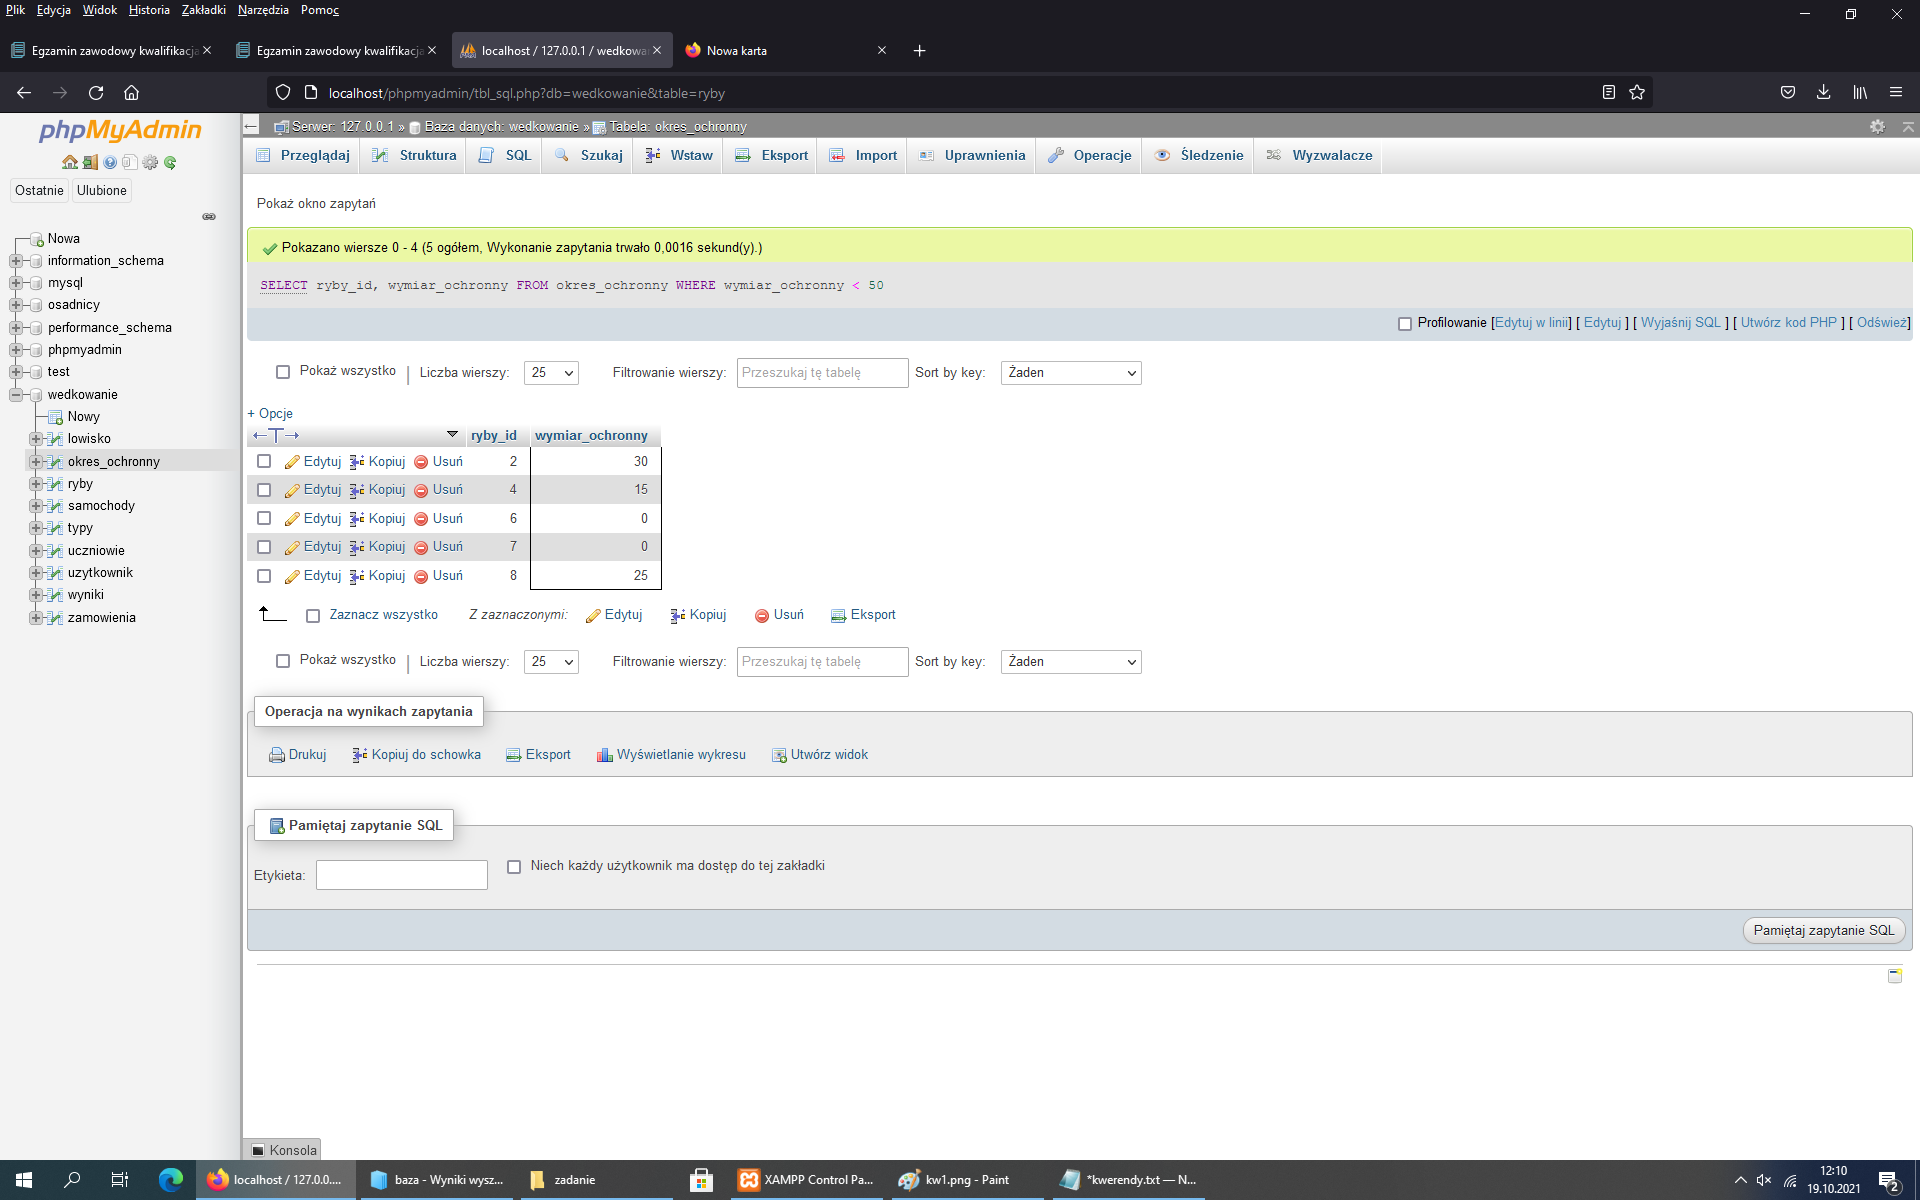 Plik Edycja Widok Historia Zakładki Narzędzia Pomoc
Egzamin zawodowy kwalifikacja
Egzamin zawodowy kwalifikacja
localhost / 127.0.0.1 / wedkowa
Nowa karta
localhost/phpmyadmin/tbl_sql.php?db=wedkowanie&table=ryby
phpMyAdmin
Ostatnie Ulubione
Nowa
information_schema
mysql
osadnicy
performance_schema
phpmyadmin
test
wedkowanie
Nowy
lowisko
okres_ochronny
ryby
samochody
typy
uczniowie
uzytkownik
wyniki
zamowienia
Serwer: 127.0.0.1 » Baza danych: wedkowanie » Tabela: okres_ochronny
Przeglądaj Struktura SQL Szukaj Wstaw Eksport Import Uprawnienia Operacje Śledzenie Wyzwalacze
Pokaż okno zapytań
Pokazano wiersze 0 - 4 (5 ogółem, Wykonanie zapytania trwało 0,0016 sekund(y).)
SELECT ryby_id, wymiar_ochronny FROM okres_ochronny WHERE wymiar_ochronny < 50
Profilowanie [Edytuj w linii] [ Edytuj ] [ Wyjaśnij SQL ] [ Utwórz kod PHP ] [ Odśwież]
Pokaż wszystko | Liczba wierszy: 25 Filtrowanie wierszy: Przeszukaj tę tabelę Sort by key: Żaden
+ Opcje
←T→ ryby_id wymiar_ochronny
Edytuj Kopiuj Usuń 2 30
Edytuj Kopiuj Usuń 4 15
Edytuj Kopiuj Usuń 6 0
Edytuj Kopiuj Usuń 7 0
Edytuj Kopiuj Usuń 8 25
Zaznacz wszystko Z zaznaczonymi: Edytuj Kopiuj Usuń Eksport
Pokaż wszystko | Liczba wierszy: 25 Filtrowanie wierszy: Przeszukaj tę tabelę Sort by key: Żaden
Operacja na wynikach zapytania
Drukuj Kopiuj do schowka Eksport Wyświetlanie wykresu Utwórz widok
Pamiętaj zapytanie SQL
Etykieta: Niech każdy użytkownik ma dostęp do tej zakładki
Pamiętaj zapytanie SQL
Konsola
localhost / 127.0.0.... baza - Wyniki wysz... zadanie XAMPP Control Pa... kw1.png - Paint *kwerendy.txt — N...
12:10
19.10.2021
2